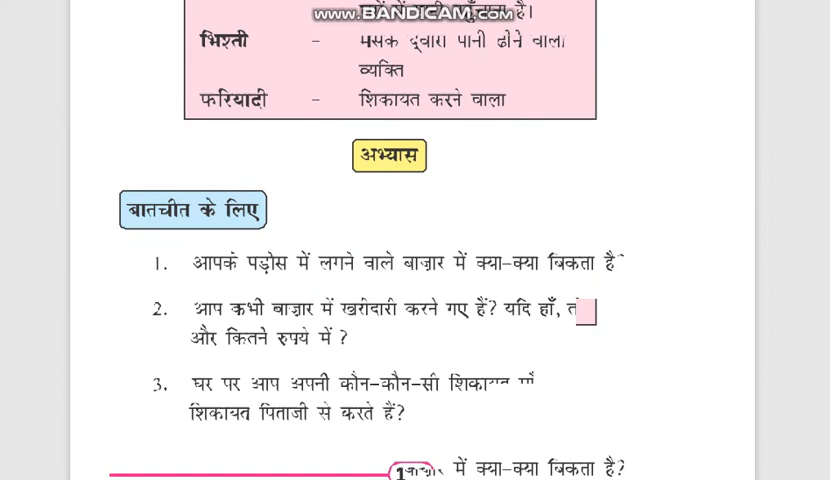 www.BANDICAM.com
भिश्ती - मसक द्वारा पानी ढोने वाला
व्यक्ति
फरियादी - शिकायत करने वाला
अभ्यास
बातचीत के लिए
1. आपके पड़ोस में लगने वाले बाज़ार में क्या-क्या बिकता है
2. आप कभी बाज़ार में खरीदारी करने गए हैं? यदि हाँ,
और कितने रुपये में ?
3. घर पर आप अपनी कौन-कौन-सी शिकायत
शिकायत पिताजी से करते हैं?
में क्या-क्या बिकता है?